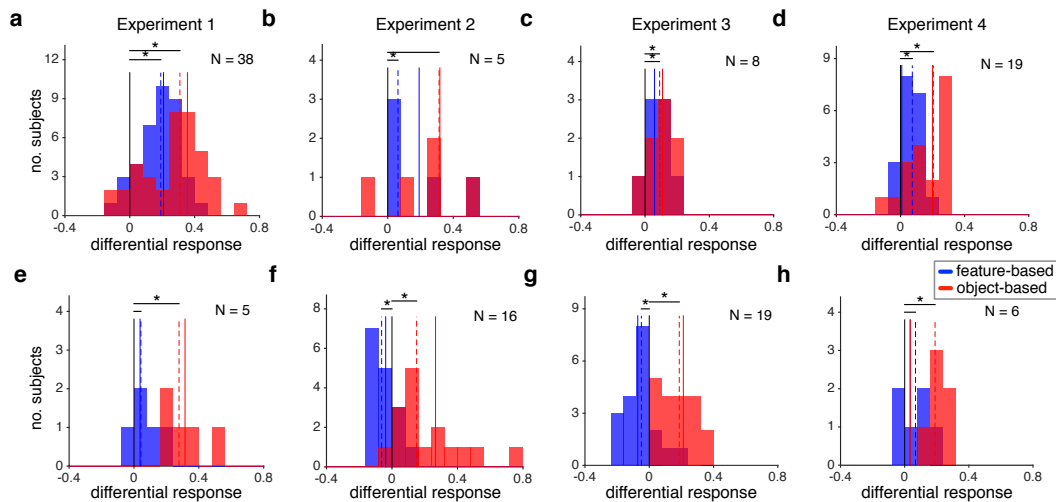 a
Experiment 1
b
Experiment 2
c
Experiment 3
d
Experiment 4
*
*
N = 38
*
*
N = 5
*
*
N = 8
*
*
N = 19
no. subjects
12
9
6
3
0
4
3
2
1
0
4
3
2
1
0
9
6
3
0
-0.4 0 0.4 0.8
-0.4 0 0.4 0.8
-0.4 0 0.4 0.8
-0.4 0 0.4 0.8
differential response
differential response
differential response
differential response
e
f
g
h
feature-based
object-based
*
N = 5
*
*
N = 16
*
*
N = 19
*
N = 6
no. subjects
4
3
2
1
0
8
6
4
2
0
9
6
3
0
4
3
2
1
0
-0.4 0 0.4 0.8
-0.4 0 0.4 0.8
-0.4 0 0.4 0.8
-0.4 0 0.4 0.8
differential response
differential response
differential response
differential response